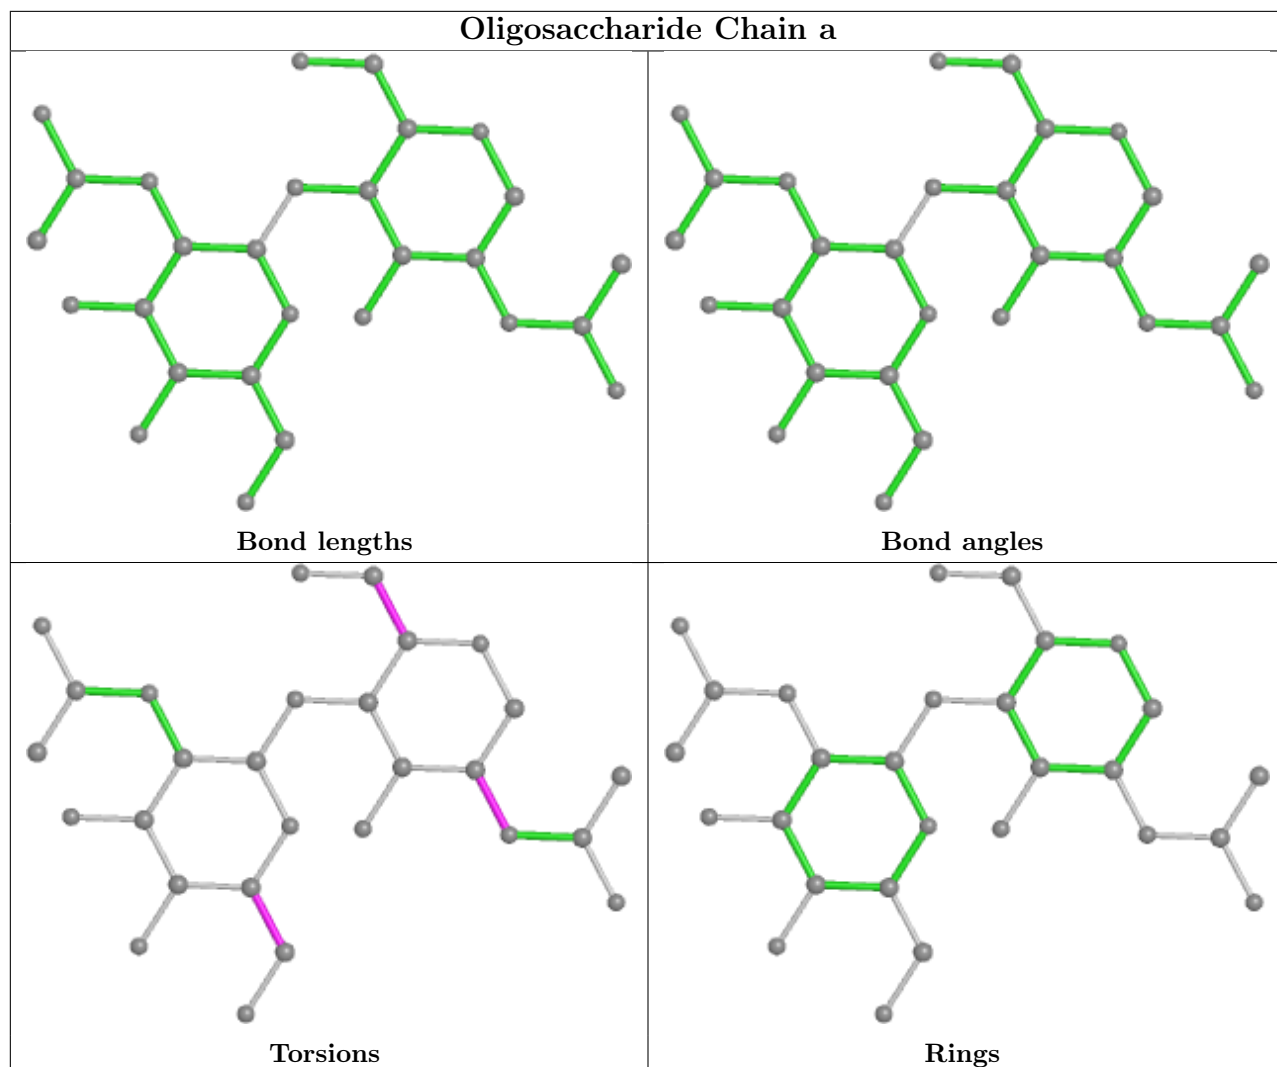 Oligosaccharide Chain a
Bond lengths
Bond angles
Torsions
Rings